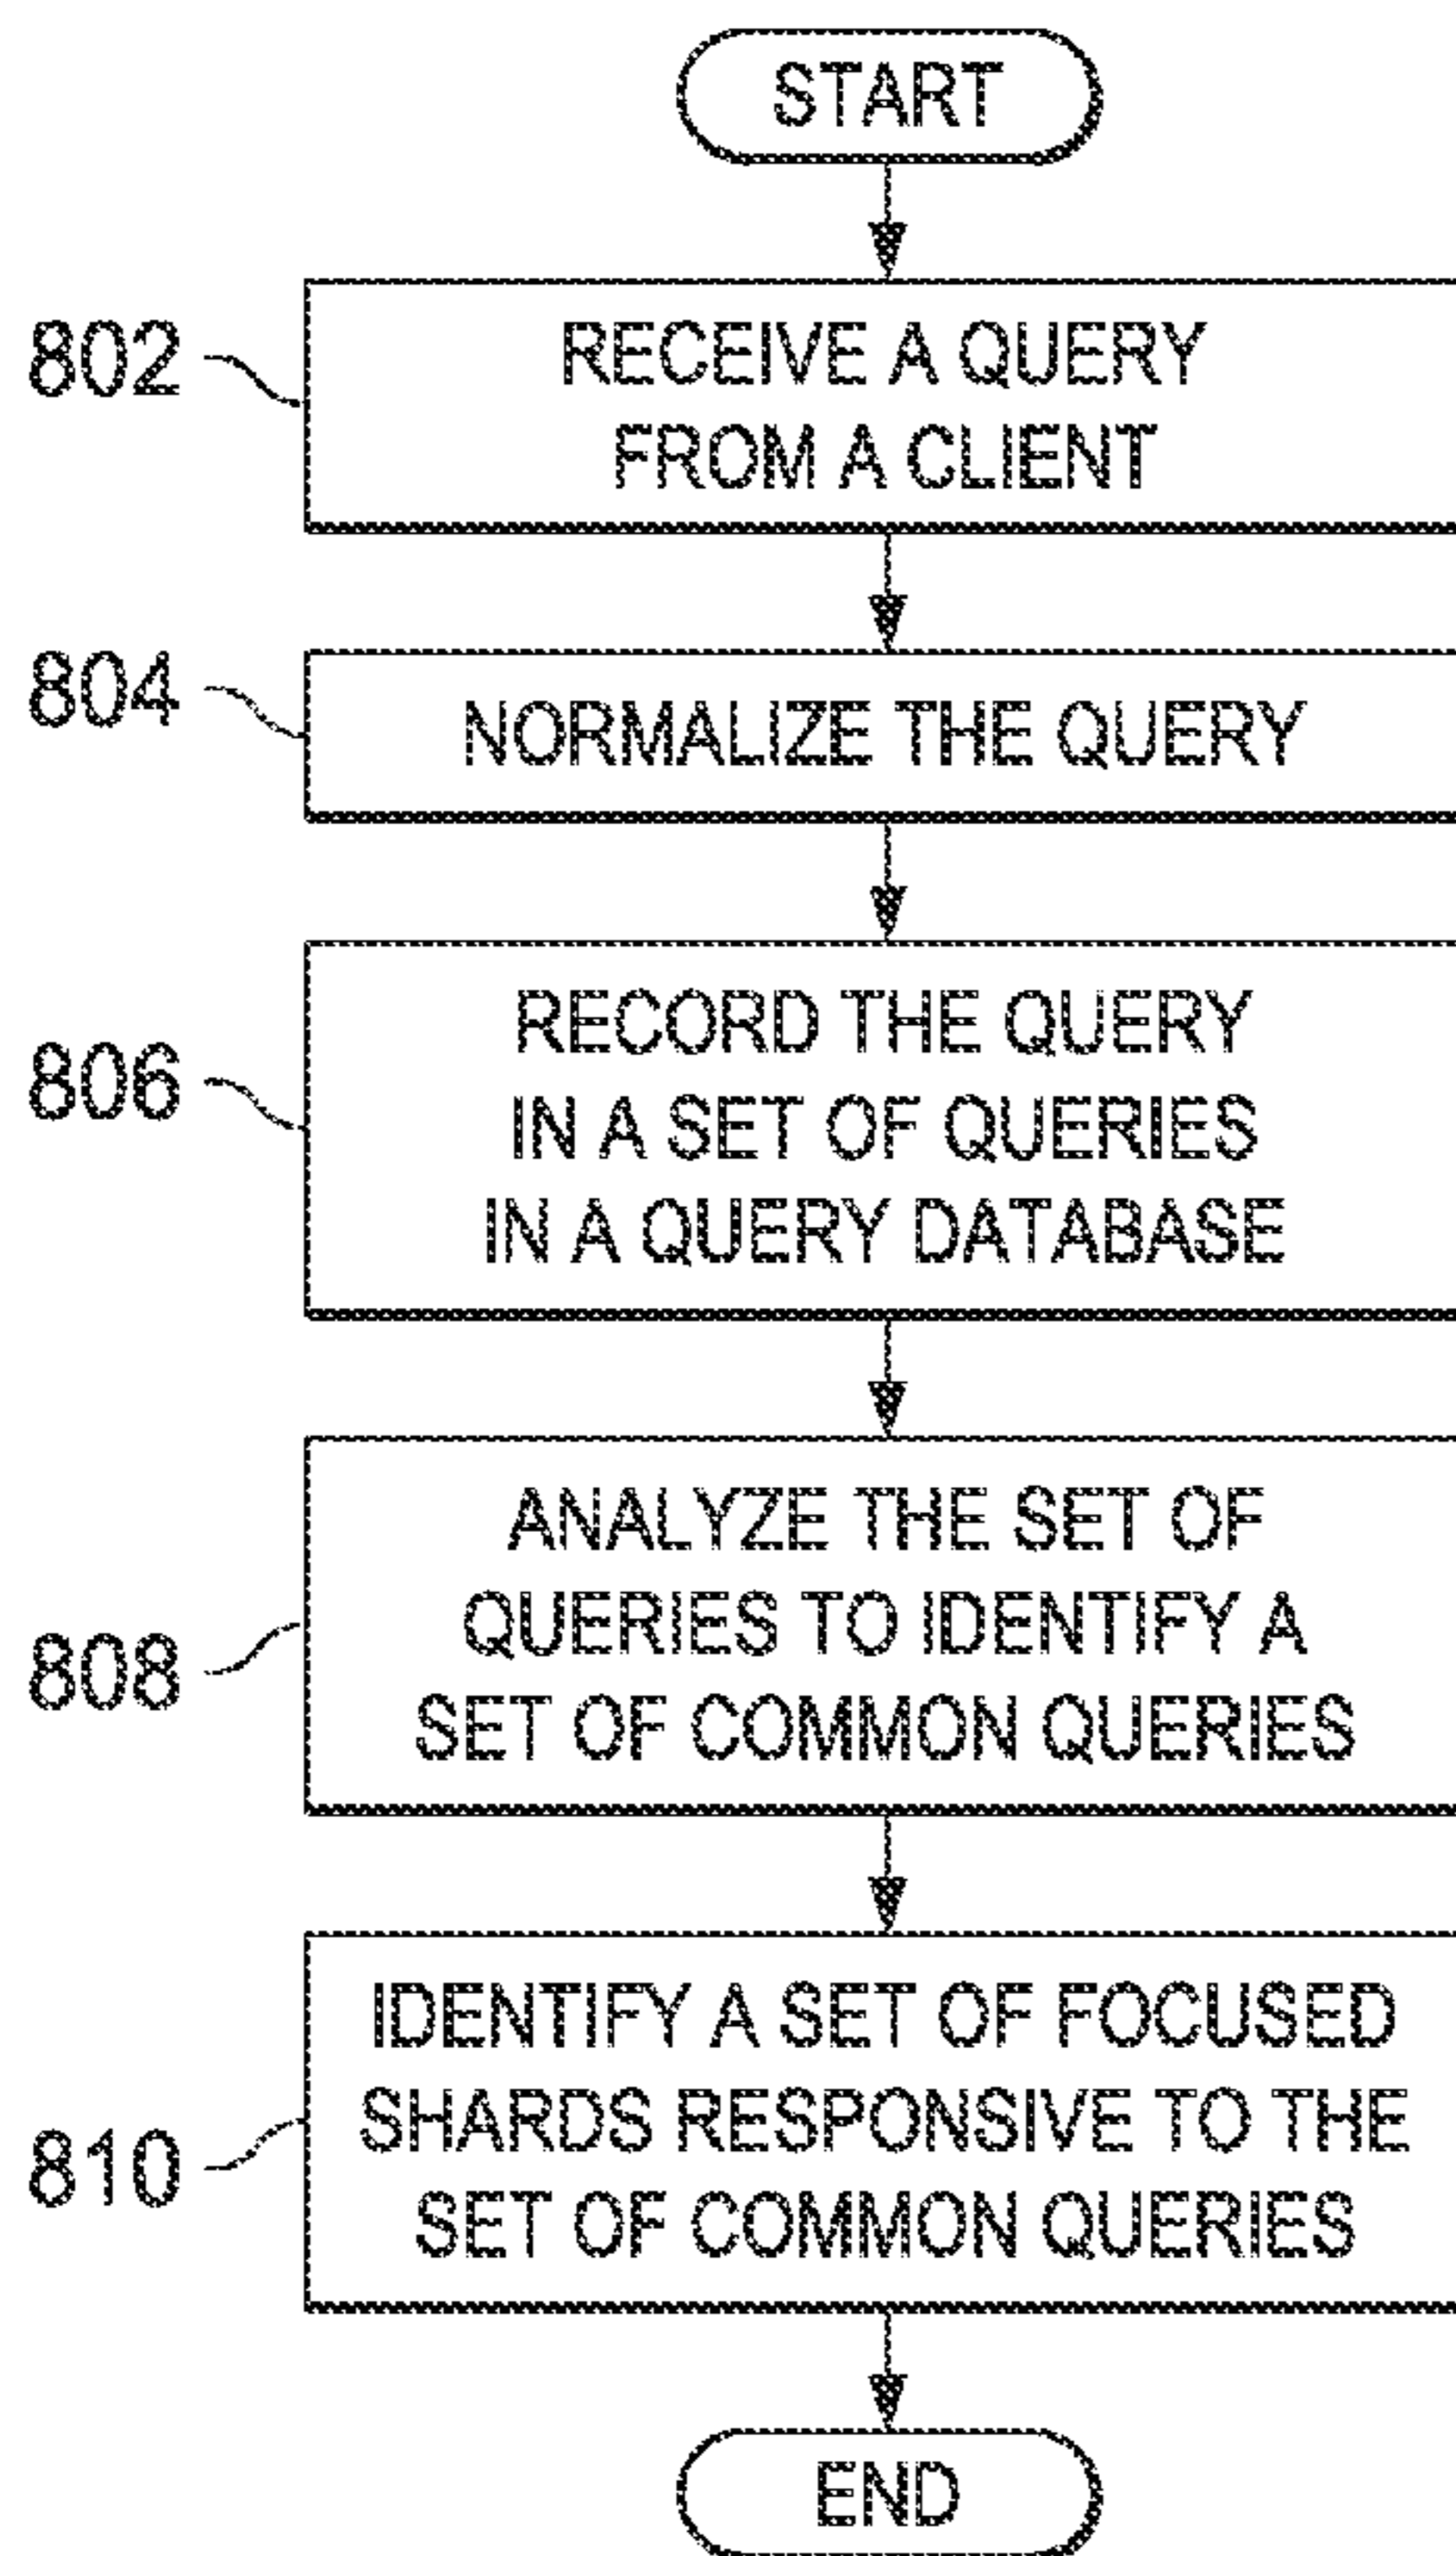 START
802
RECEIVE A QUERY
FROM A CLIENT
804
NORMALIZE THE QUERY
806
RECORD THE QUERY
IN A SET OF QUERIES
IN A QUERY DATABASE
808
ANALYZE THE SET OF
QUERIES TO IDENTIFY A
SET OF COMMON QUERIES
810
IDENTIFY A SET OF FOCUSED
SHARDS RESPONSIVE TO THE
SET OF COMMON QUERIES
END